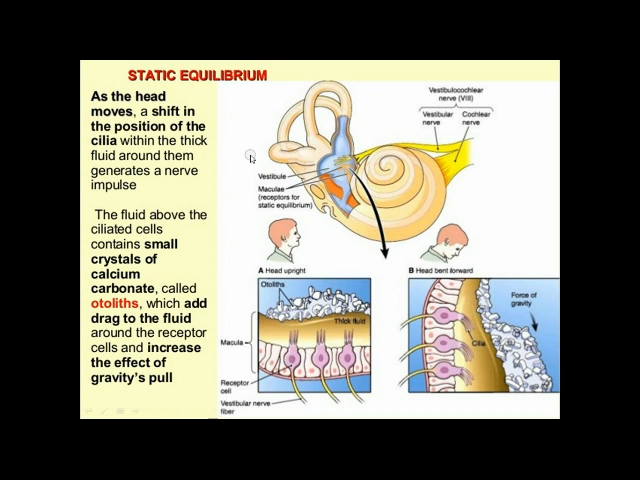 STATIC EQUILIBRIUM
As the head
moves, a shift in
the position of the
cilia within the thick
fluid around them
generates a nerve
impulse
The fluid above the
ciliated cells
contains small
crystals of
calcium
carbonate, called
otoliths, which add
drag to the fluid
around the receptor
cells and increase
the effect of
gravity's pull
Vestibulocochlear
nerve (VIII)
Vestibular
nerve
Cochlear
nerve
Vestibule
Maculae
(receptors for
static equilibrium)
A Head upright
Otoliths
Thick fluid
Macula
Receptor
cell
Vestibular nerve
fiber
B Head bent forward
Force of
gravity
Cilia